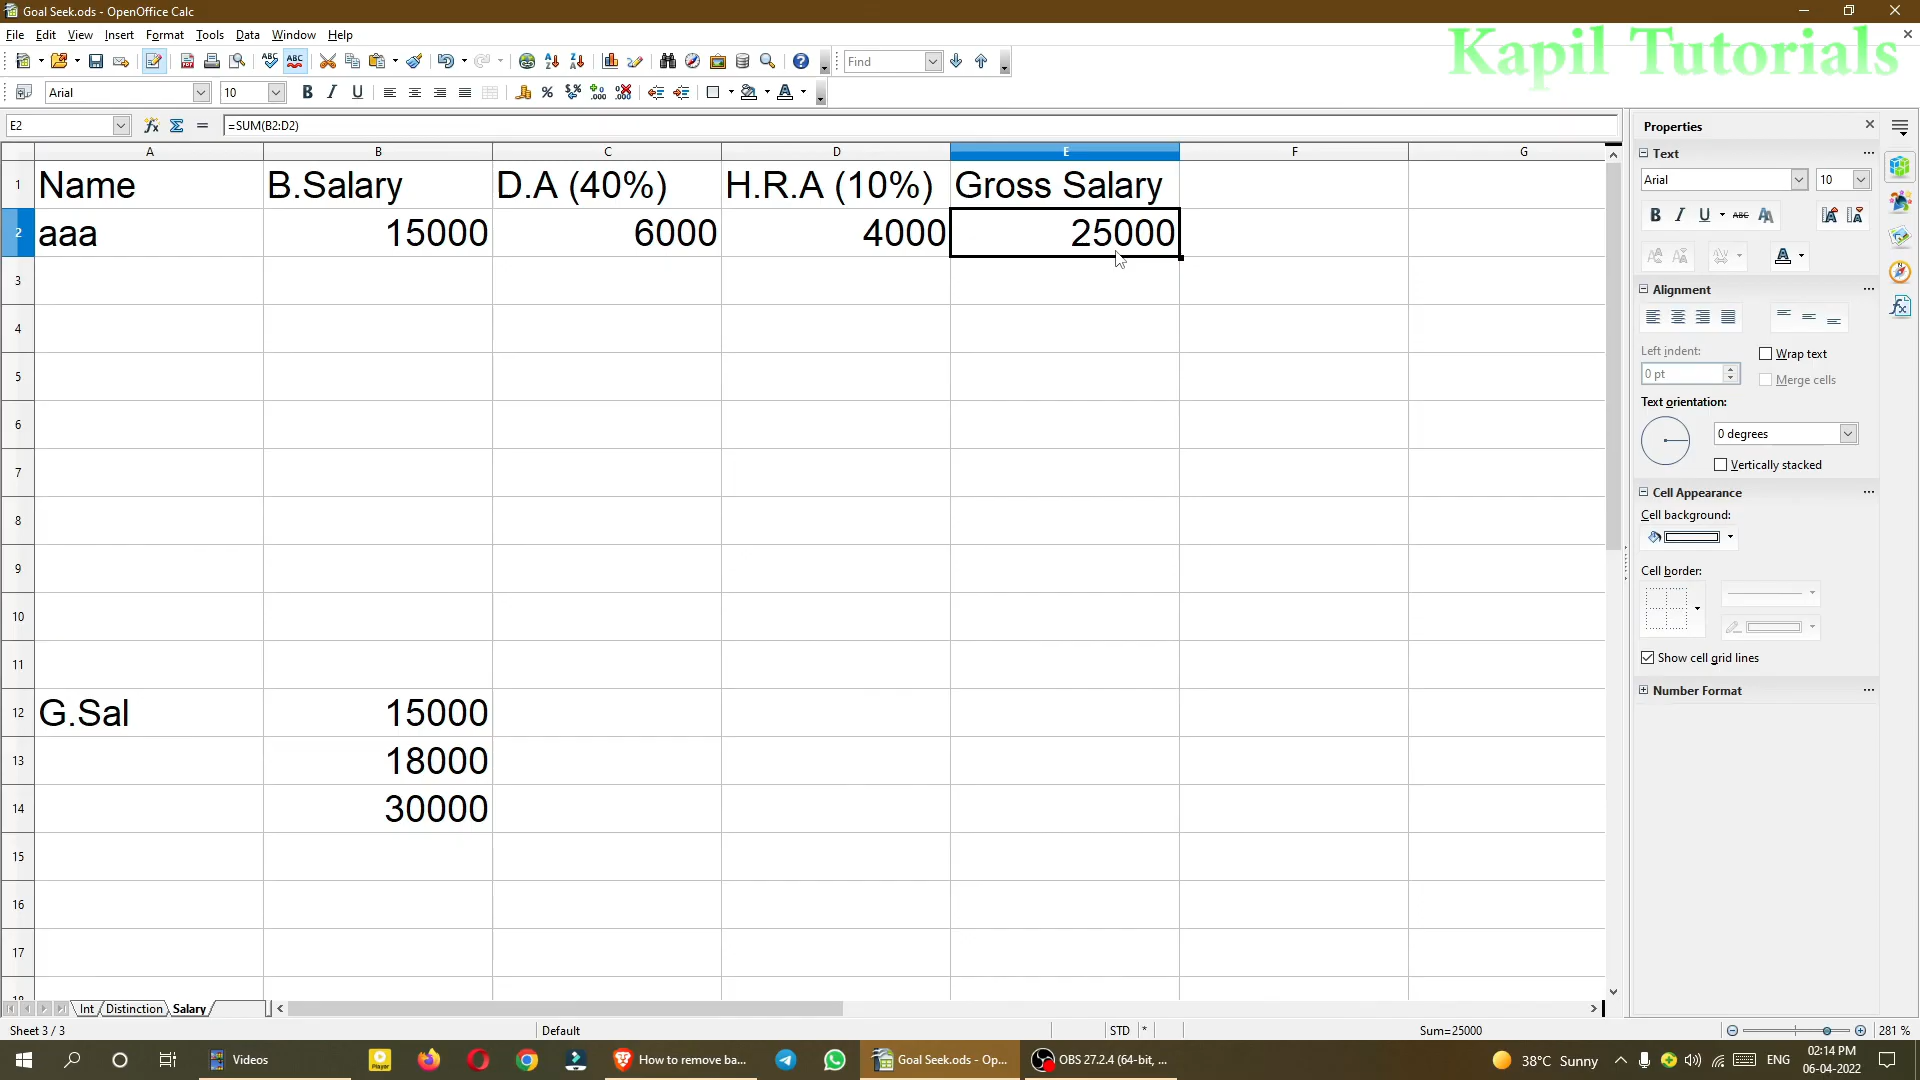 Goal Seek.ods - OpenOffice Calc
File Edit View Insert Format Tools Data Window Help
Kapil Tutorials
Find
Arial 10
E2 =SUM(B2:D2)
Properties
A B C D E F G
Text
1 Name B.Salary D.A (40%) H.R.A (10%) Gross Salary
Arial 10
2 aaa 15000 6000 4000 25000
3
Alignment
4
Left indent: Wrap text
5
0 pt Merge cells
Text orientation:
6
0 degrees
7
Vertically stacked
Cell Appearance
8
Cell background:
9
Cell border:
10
11
Show cell grid lines
Number Format
12 G.Sal 15000
13 18000
14 30000
15
16
17
18
Int Distinction Salary
Sheet 3 / 3 Default STD * Sum=25000 281 %
Videos How to remove ba... Goal Seek.ods - Op... OBS 27.2.4 (64-bit, ... 38°C Sunny ENG 02:14 PM
06-04-2022